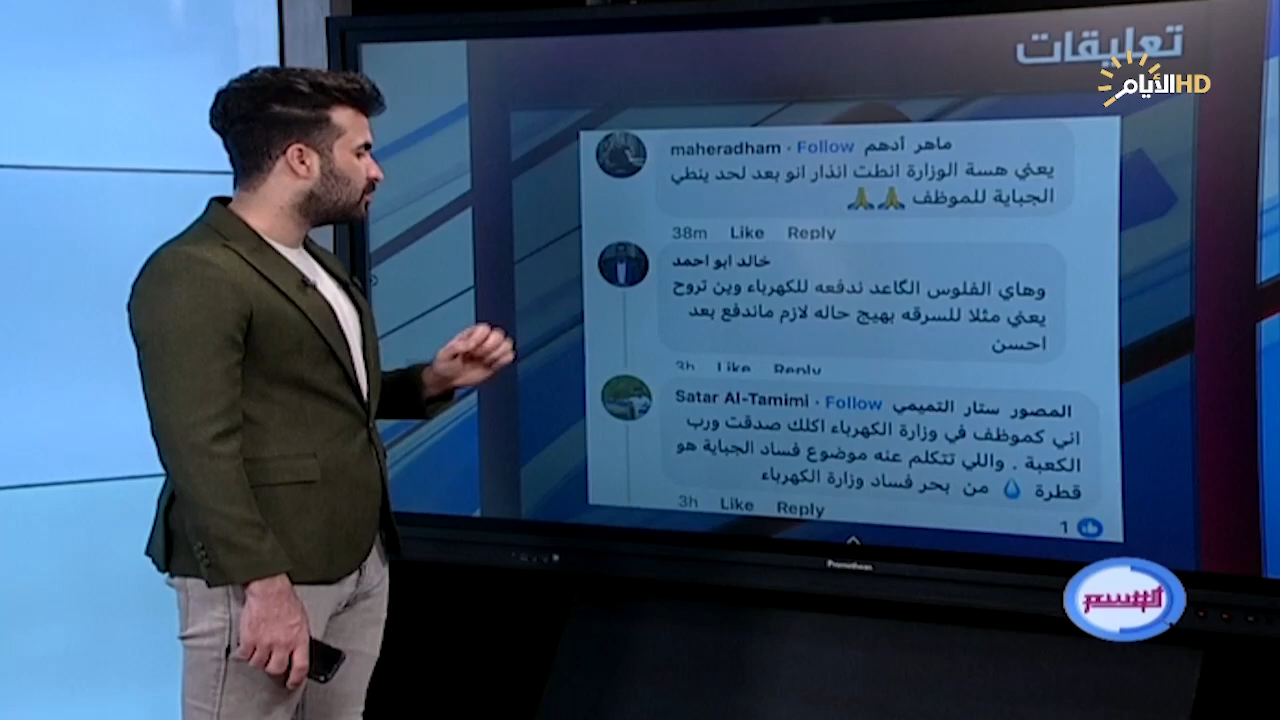 تعليقات
الأيام HD
maheradham · Follow ماهر أدهم
يعني هسة الوزارة انطت انذار انو بعد لحد ينطي
الجباية للموظف 🙏🙏
38m Like Reply
خالد ابو احمد
وهاي الفلوس الگاعد ندفعه للكهرباء وين تروح
يعني مثلا للسرقه بهيج حاله لازم ماندفع بعد
احسن
3h Like Reply
Satar Al-Tamimi · Follow المصور ستار التميمي
اني كموظف في وزارة الكهرباء اكلك صدقت ورب
الكعبة . واللي تتكلم عنه موضوع فساد الجباية هو
قطرة 💧 من بحر فساد وزارة الكهرباء
3h Like Reply
1
Promethean